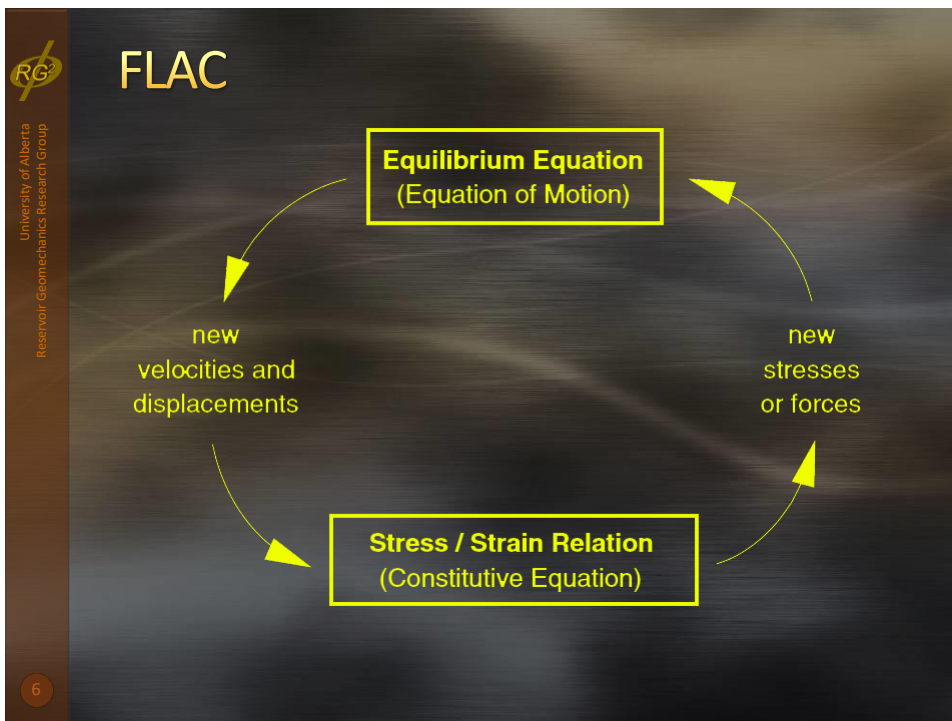 RG²
FLAC
University of Alberta
Reservoir Geomechanics Research Group
Equilibrium Equation
(Equation of Motion)
new
velocities and
displacements
new
stresses
or forces
Stress / Strain Relation
(Constitutive Equation)
6